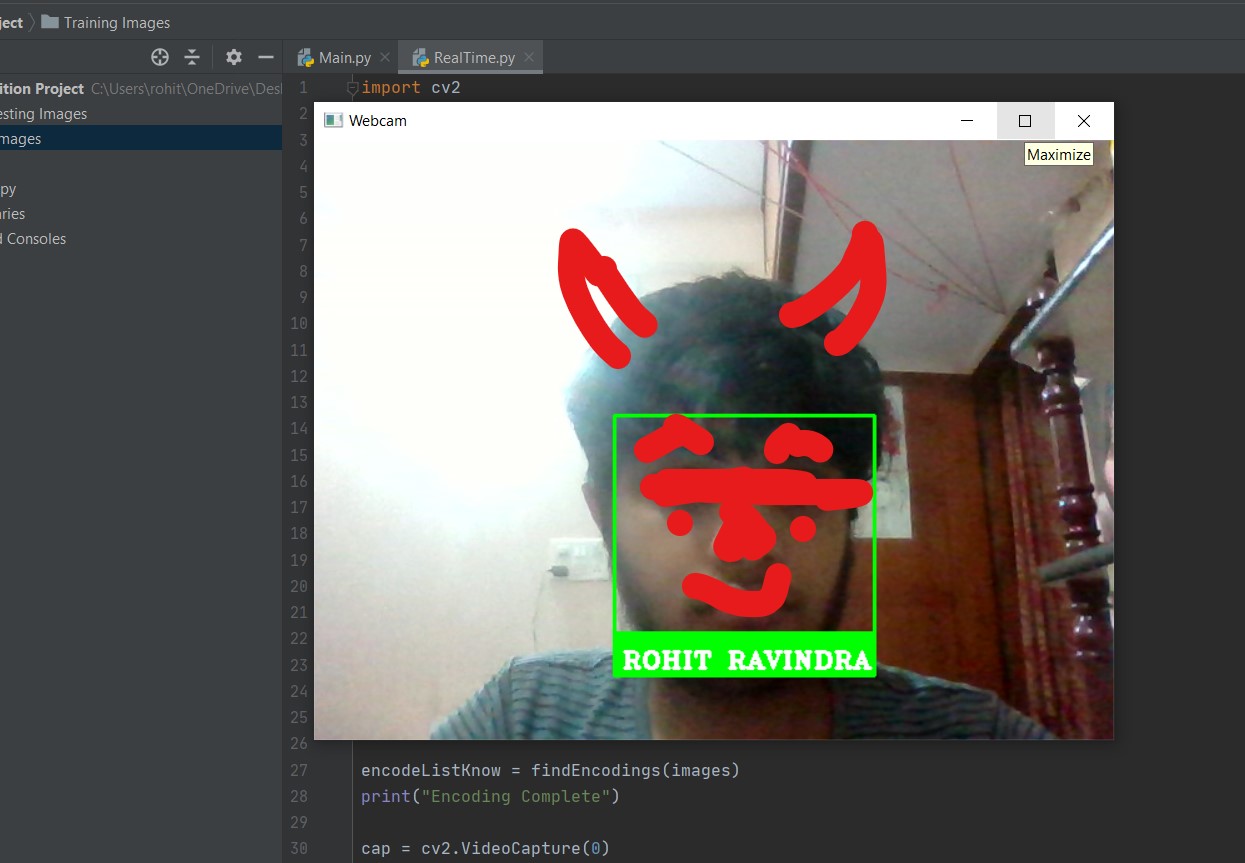 ject Training Images
Main.py RealTime.py
ition Project C:\Users\rohit\OneDrive\Des
esting Images
mages
py
ries
d Consoles
1 import cv2
2
3
4
5
6
7
8
9
10
11
12
13
14
15
16
17
18
19
20
21
22
23
24
25
26
27 encodeListKnow = findEncodings(images)
28 print("Encoding Complete")
29
30 cap = cv2.VideoCapture(0)
Webcam
Maximize
ROHIT RAVINDRA